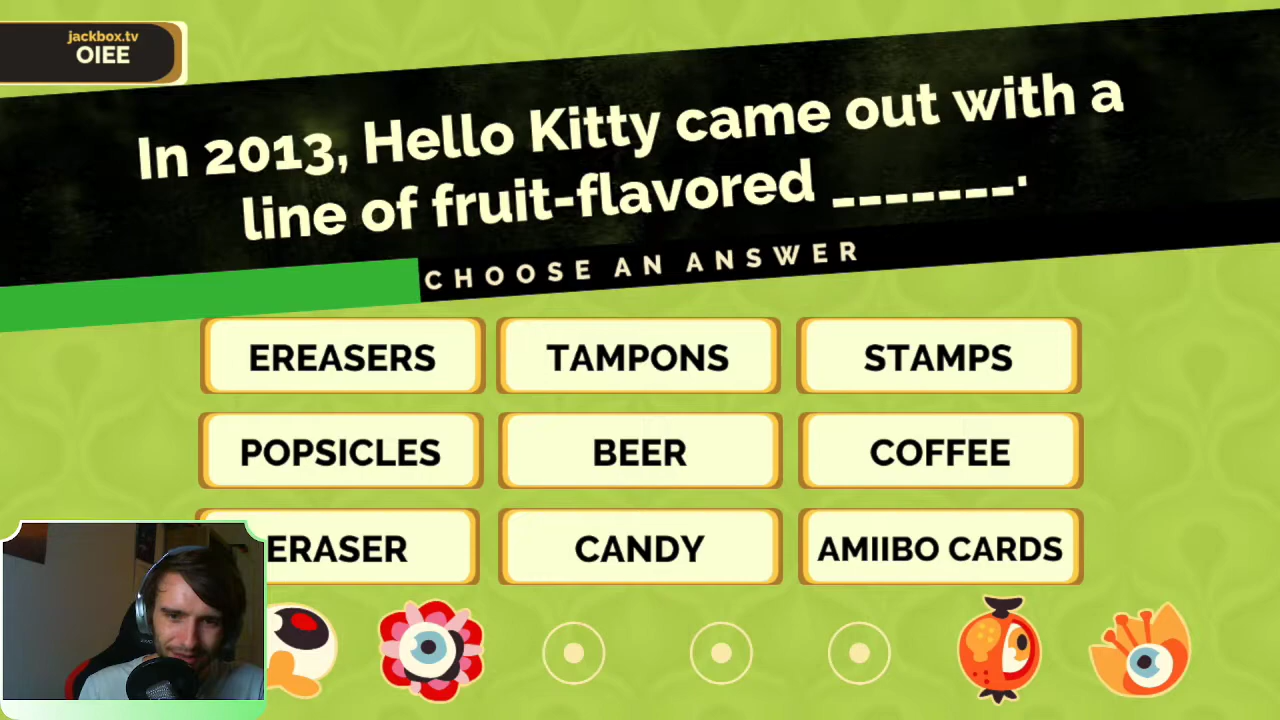 jackbox.tv
OIEE
In 2013, Hello Kitty came out with a
line of fruit-flavored _______.
CHOOSE AN ANSWER
EREASERS
TAMPONS
STAMPS
POPSICLES
BEER
COFFEE
ERASER
CANDY
AMIIBO CARDS